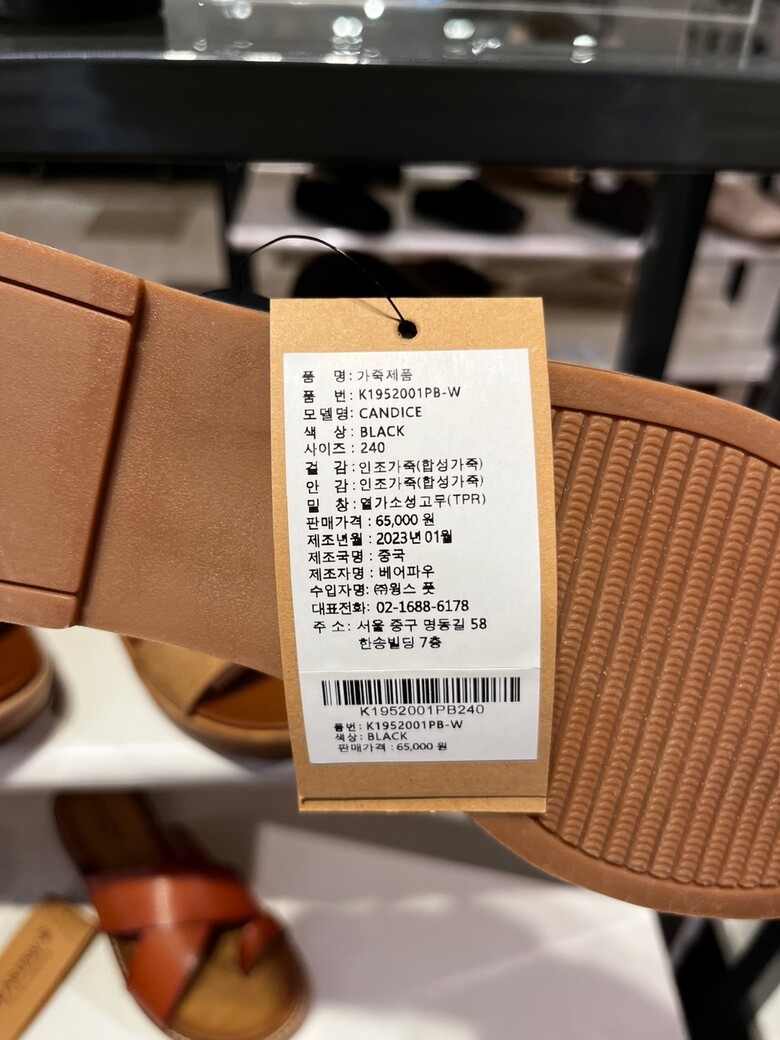 품 명: 가죽제품
품 번: K1952001PB-W
모델명: CANDICE
색 상: BLACK
사이즈: 240
겉 감: 인조가죽(합성가죽)
안 감: 인조가죽(합성가죽)
밑 창: 열가소성고무(TPR)
판매가격: 65,000 원
제조년월: 2023년 01월
제조국명: 중국
제조자명: 베어파우
수입자명: ㈜윙스 풋
대표전화: 02-1688-6178
주 소: 서울 중구 명동길 58
한송빌딩 7층
K1952001PB240
품번: K1952001PB-W
색상: BLACK
판매가격: 65,000 원